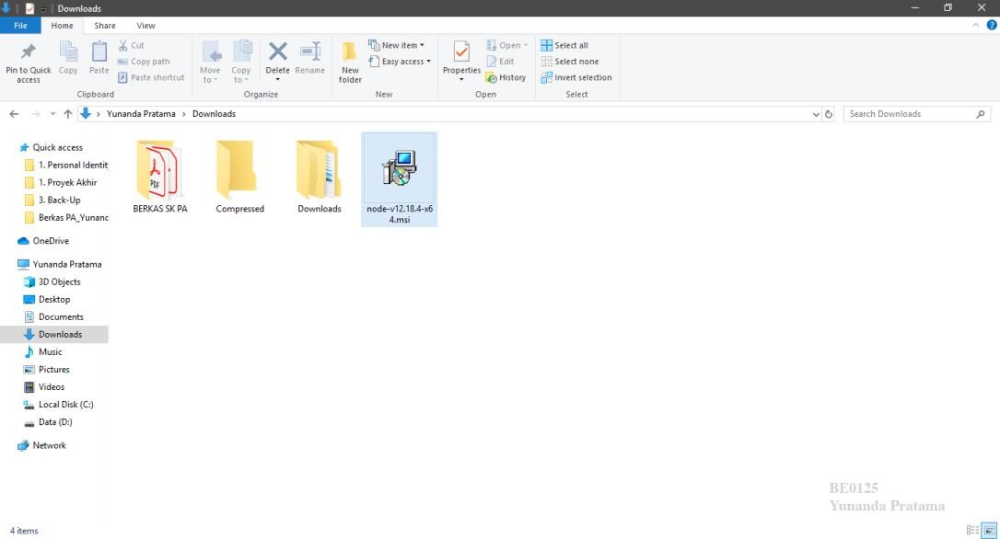 Downloads
File
Home
Share
View
Pin to Quick
access
Copy
Paste
Cut
Copy path
Paste shortcut
Clipboard
Move
to
Copy
to
Delete
Rename
Organize
New
folder
New item
Easy access
New
Properties
Open
Edit
History
Open
Select all
Select none
Invert selection
Select
Yunanda Pratama > Downloads
Search Downloads
Quick access
1. Personal Identit
1. Proyek Akhir
3. Back-Up
Berkas PA_Yunanc
OneDrive
Yunanda Pratama
3D Objects
Desktop
Documents
Downloads
Music
Pictures
Videos
Local Disk (C:)
Data (D:)
Network
PDF
BERKAS SK PA
Compressed
Downloads
node-v12.18.4-x6
4.msi
BE0125
Yunanda Pratama
4 items